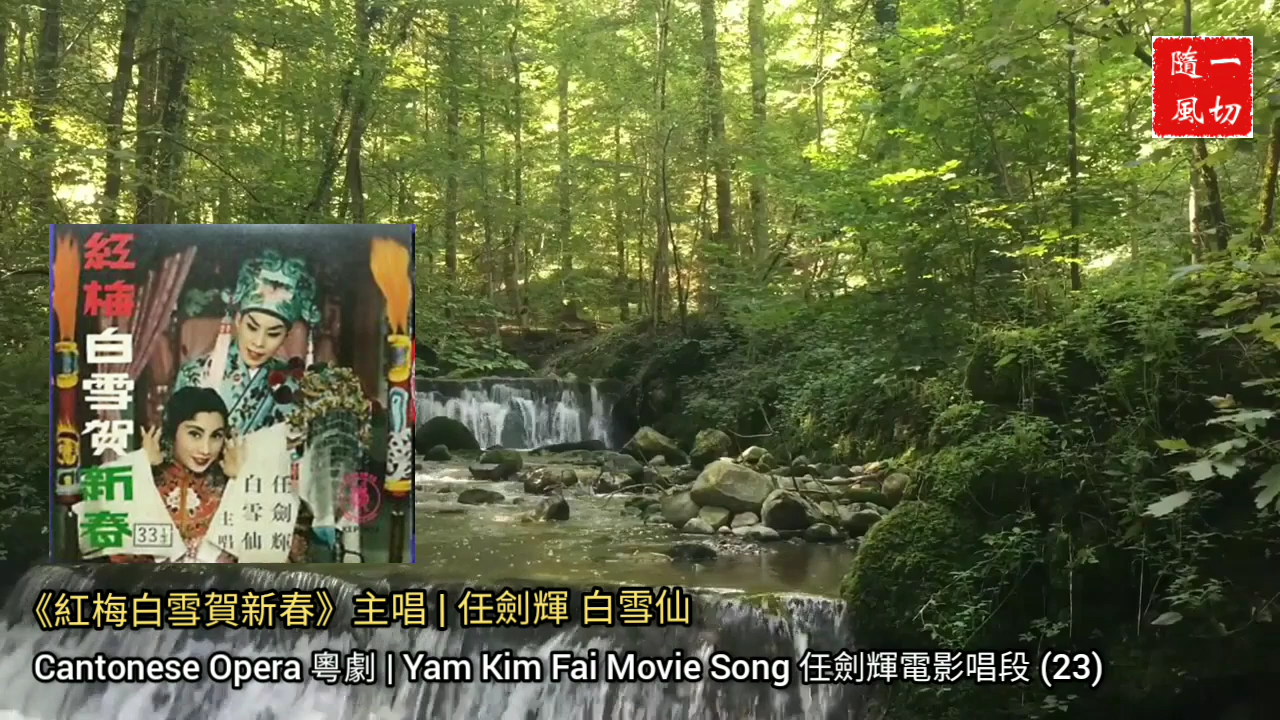 一切
隨風
紅梅白雪賀新春
33⅓
任劍輝
白雪仙
主唱
《紅梅白雪賀新春》主唱 | 任劍輝 白雪仙
Cantonese Opera 粵劇 | Yam Kim Fai Movie Song 任劍輝電影唱段 (23)